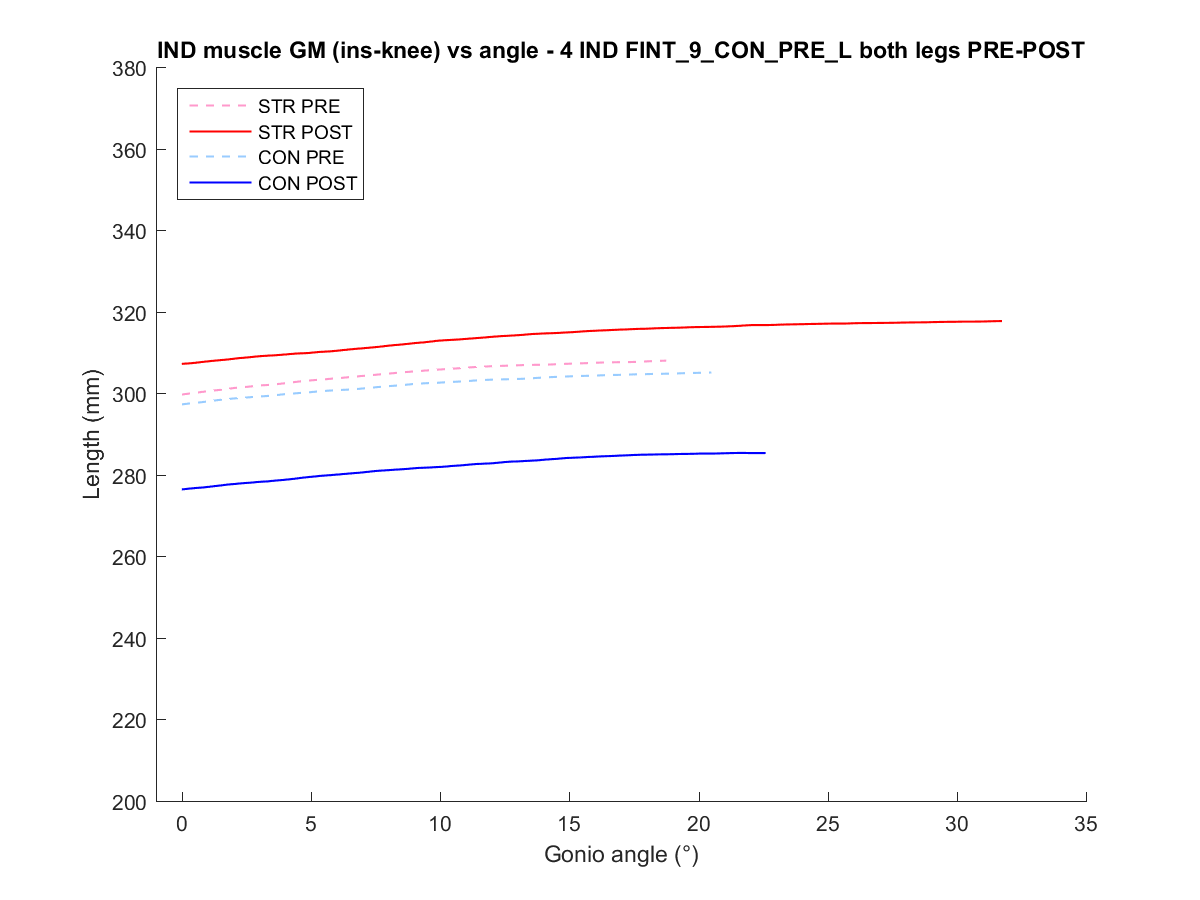 IND muscle GM (ins-knee) vs angle - 4 IND FINT_9_CON_PRE_L both legs PRE-POST
380
360
340
320
300
280
260
240
220
200
Length (mm)
STR PRE
STR POST
CON PRE
CON POST
0 5 10 15 20 25 30 35
Gonio angle (°)